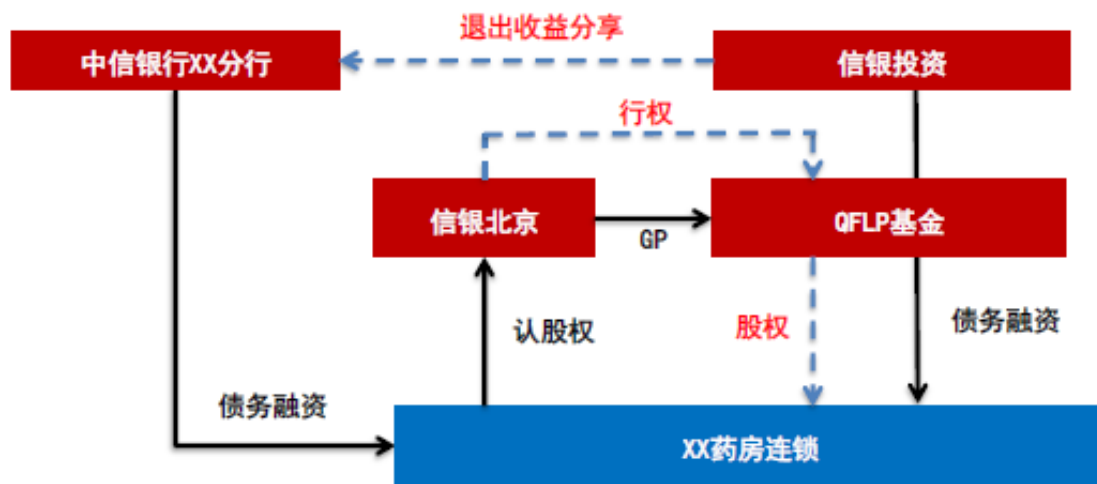 退出收益分享
中信银行XX分行
信银投资
行权
信银北京
GP
QFLP基金
认股权
股权
债务融资
债务融资
XX药房连锁